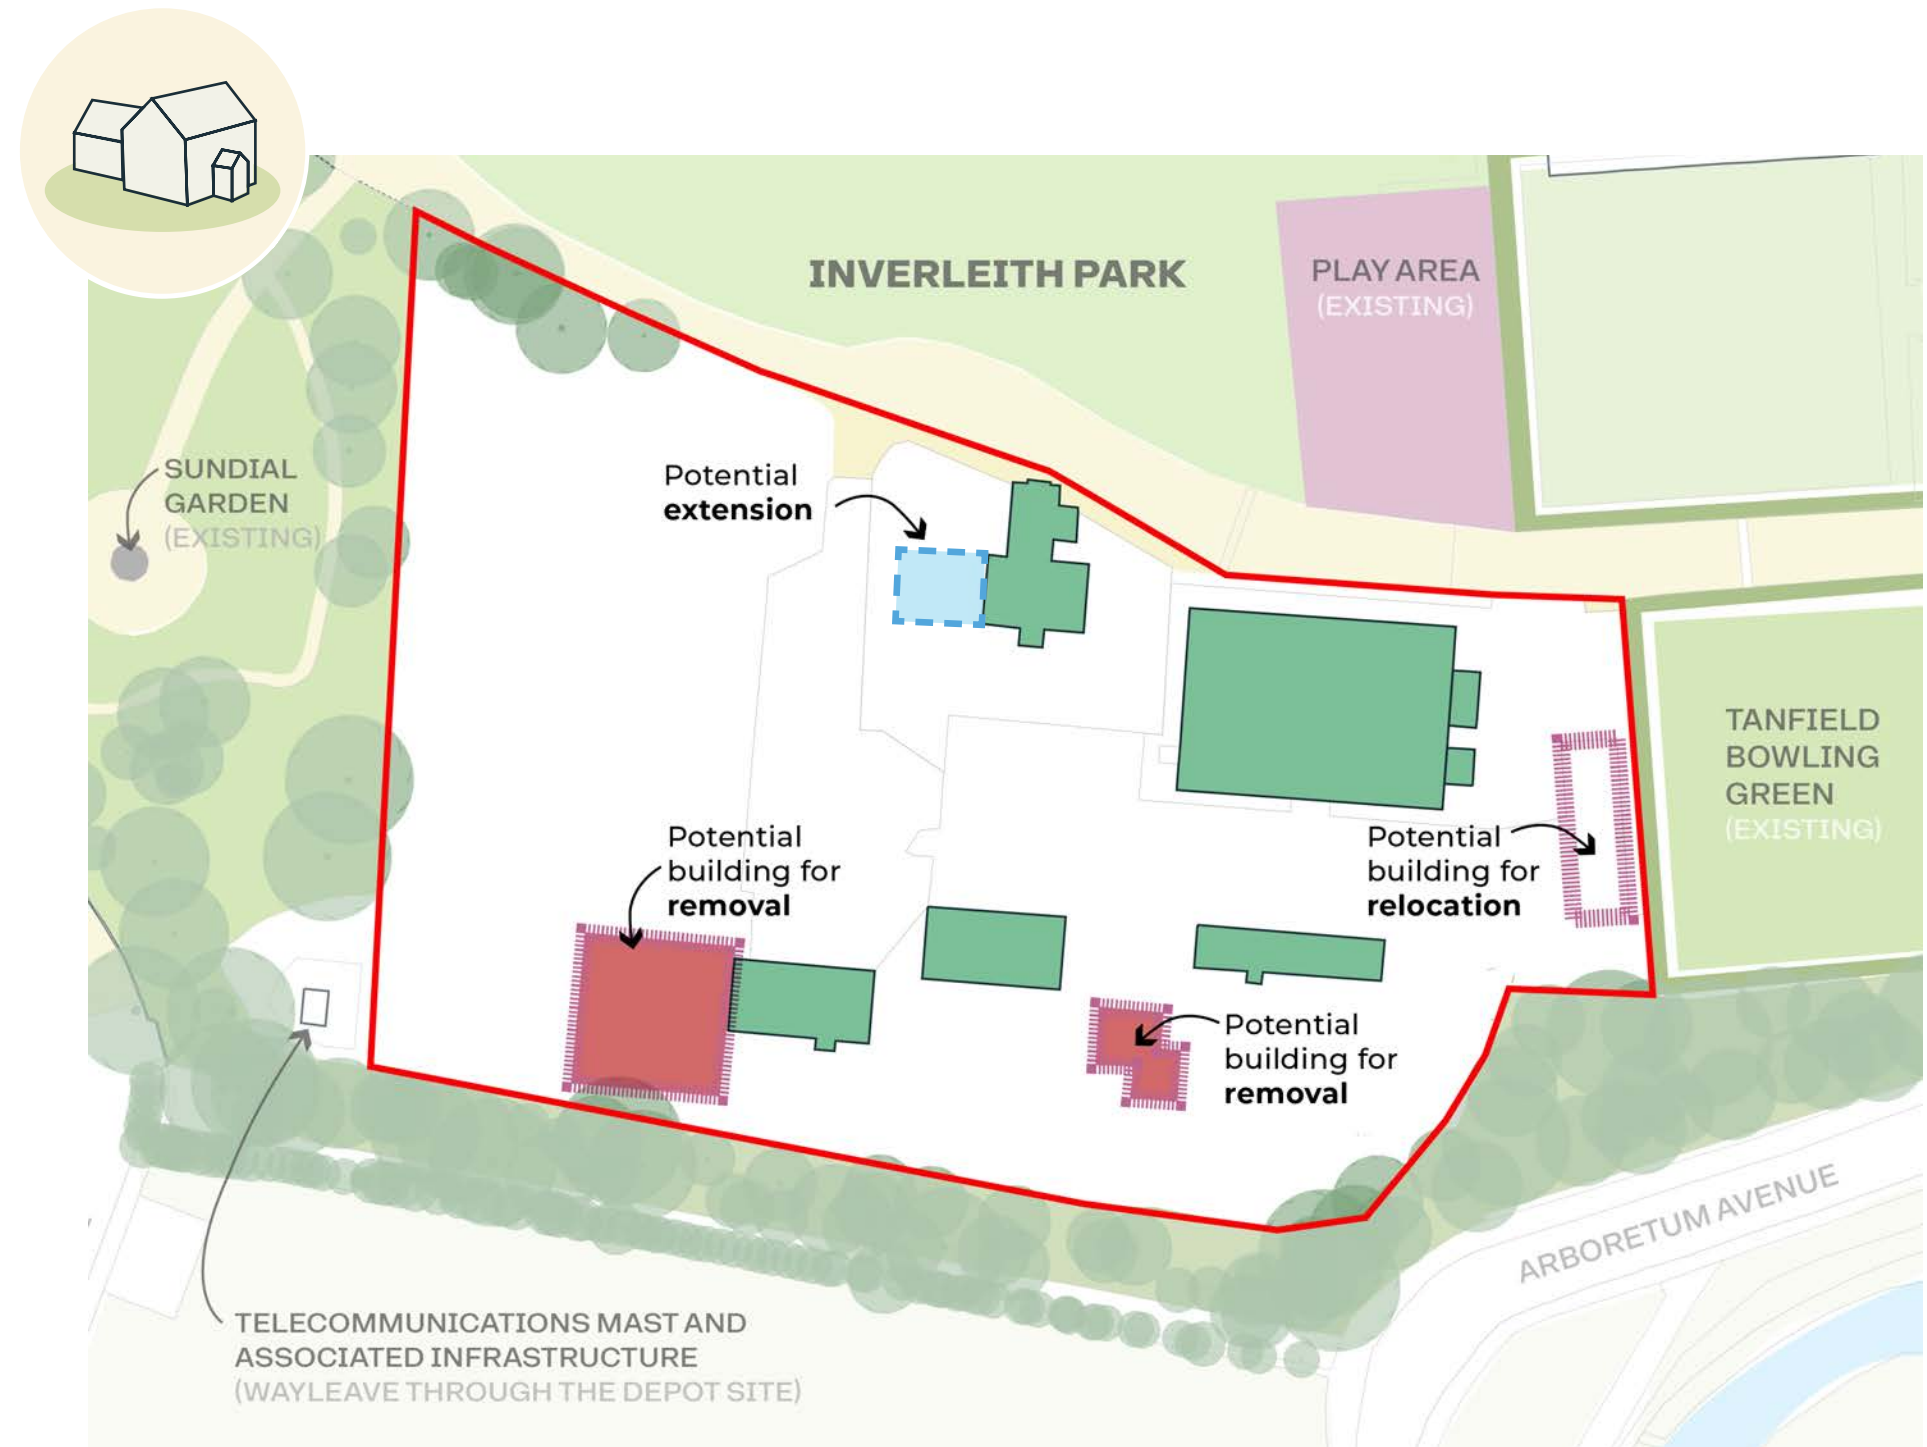 INVERLEITH PARK
PLAY AREA
(EXISTING)
SUNDIAL
GARDEN
(EXISTING)
Potential
extension
TANFIELD
BOWLING
GREEN
(EXISTING)
Potential
building for
removal
Potential
building for
relocation
Potential
building for
removal
ARBORETUM AVENUE
TELECOMMUNICATIONS MAST AND
ASSOCIATED INFRASTRUCTURE
(WAYLEAVE THROUGH THE DEPOT SITE)